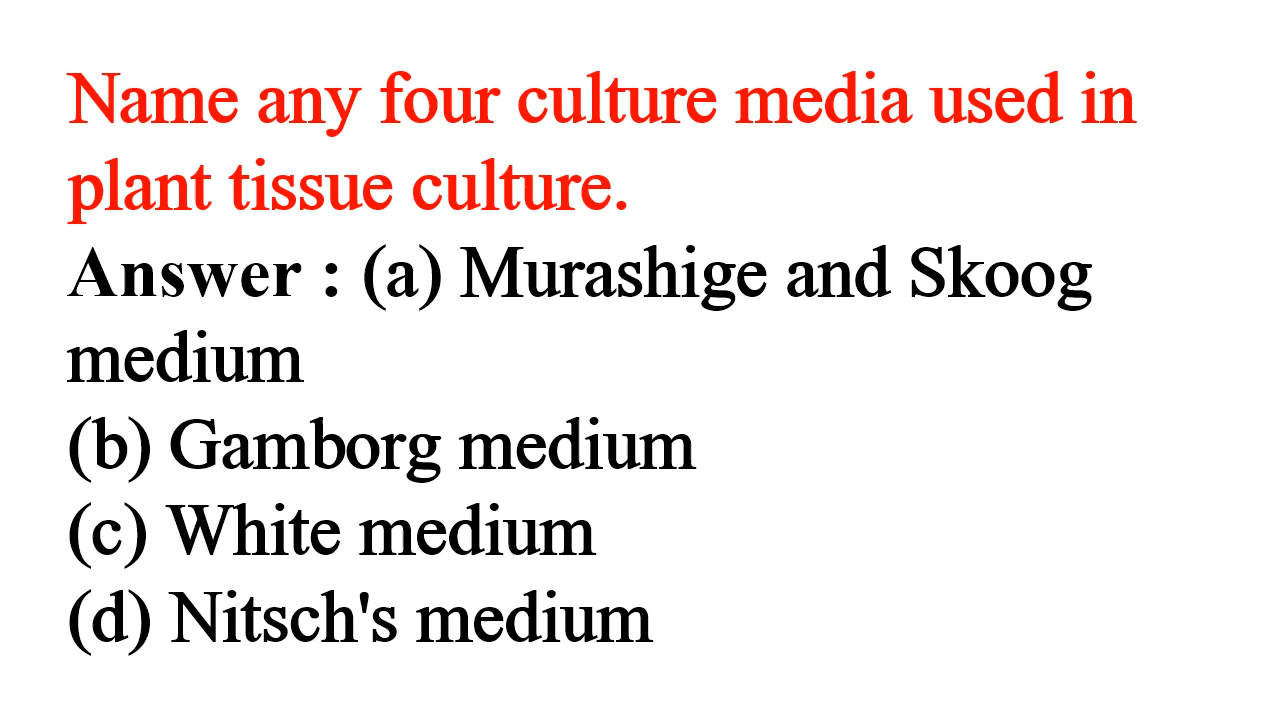 Name any four culture media used in
plant tissue culture.
Answer : (a) Murashige and Skoog
medium
(b) Gamborg medium
(c) White medium
(d) Nitsch's medium